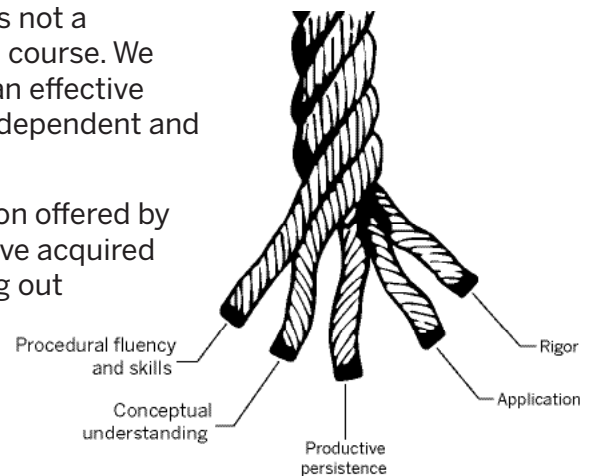 s not a
course. We
an effective
dependent and
on offered by
ve acquired
g out
Procedural fluency
and skills
Conceptual
understanding
Productive
persistence
Application
Rigor